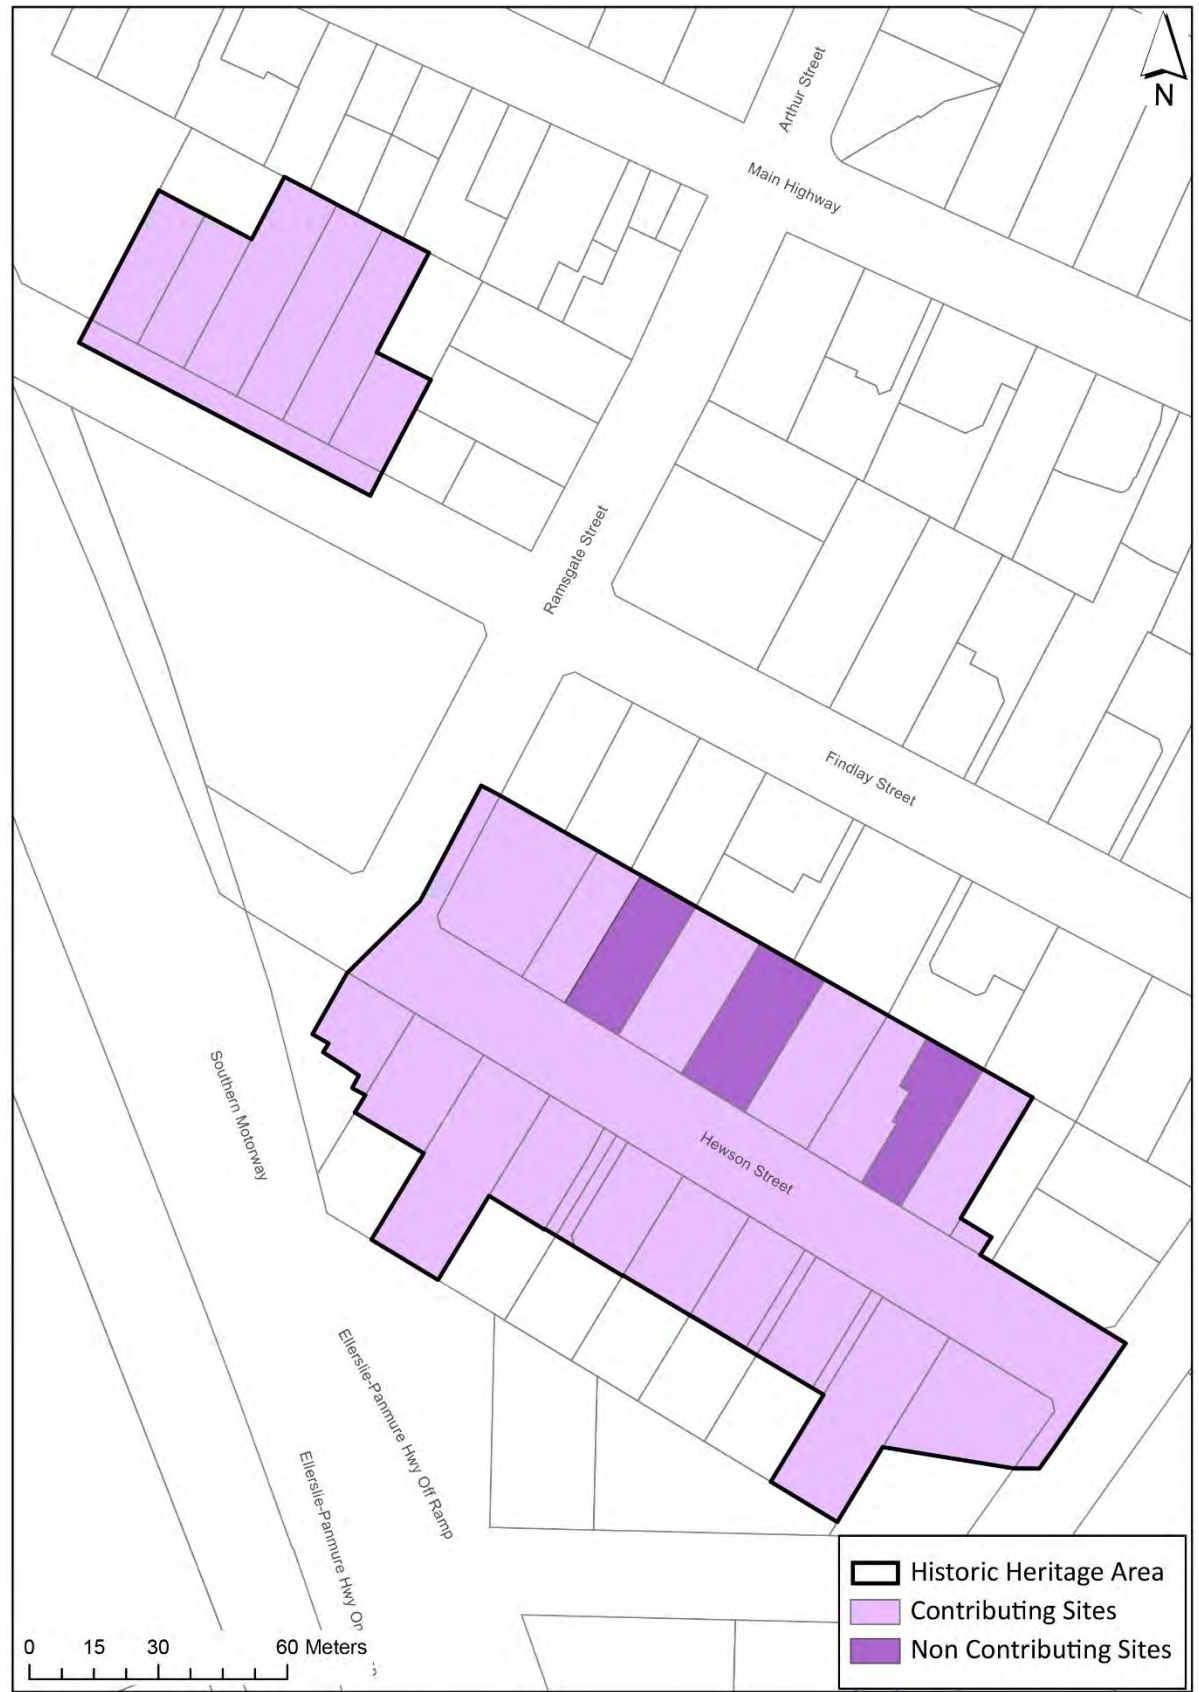 Arthur Street
N
Main Highway
Ramsgate Street
Findlay Street
Southern Motorway
Hewson Street
Ellerslie-Panmure Hwy Off Ramp
Ellerslie-Panmure Hwy On
Historic Heritage Area
Contributing Sites
Non Contributing Sites
0 15 30 60 Meters